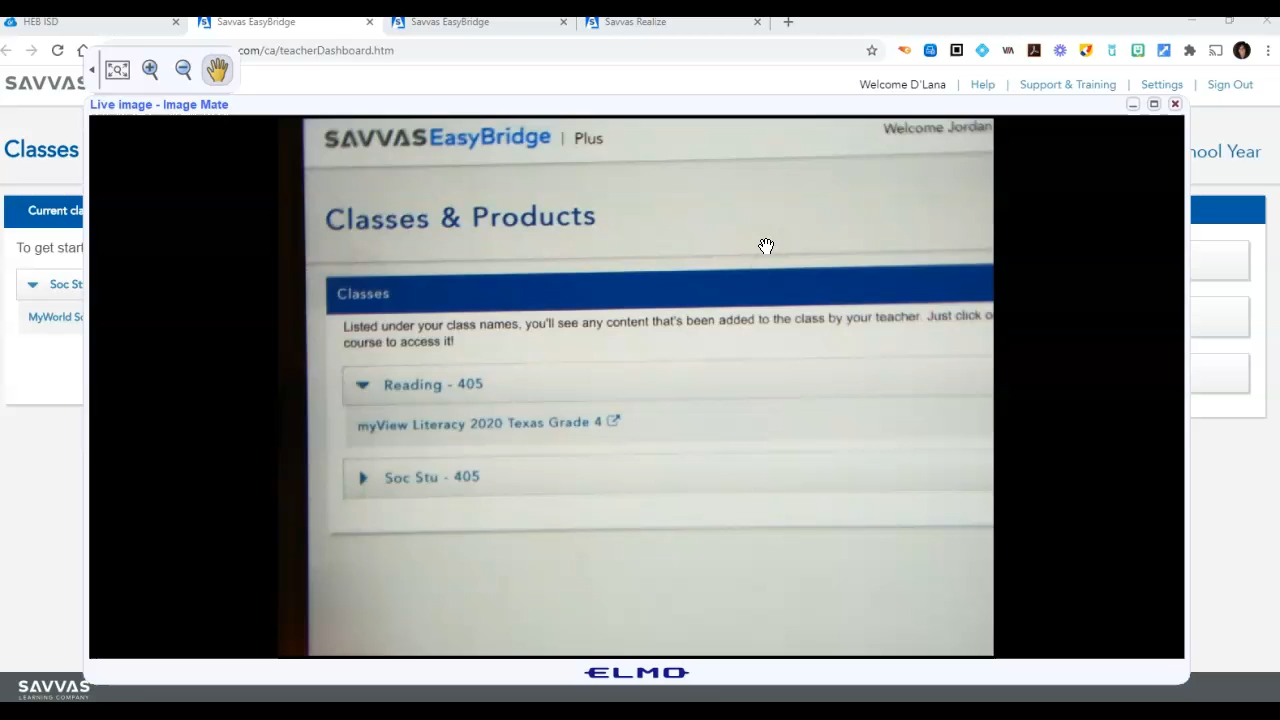 HEB ISD
Savvas EasyBridge
Savvas EasyBridge
Savvas Realize
com/ca/teacherDashboard.htm
SAVVAS
Welcome D'Lana | Help | Support & Training | Settings | Sign Out
Live image - Image Mate
Classes
hool Year
SAVVAS EasyBridge | Plus
Welcome Jordan
Classes & Products
Current cla
To get start
Soc St
MyWorld So
Classes
Listed under your class names, you'll see any content that's been added to the class by your teacher. Just click o
course to access it!
Reading - 405
myView Literacy 2020 Texas Grade 4
Soc Stu - 405
ELMO
SAVVAS
LEARNING COMPANY